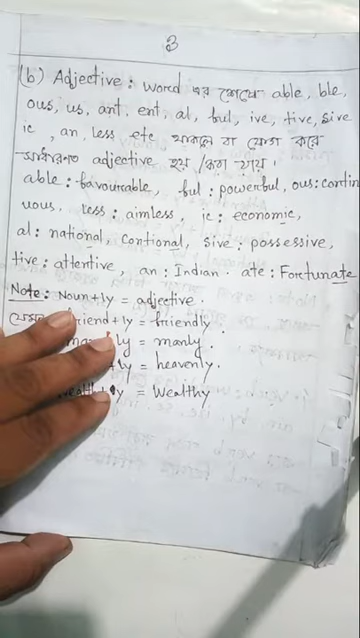 3
(b) Adjective : word এর শেষে able, ble,
ous, us, ant, ent, al, ful, ive, tive, sive
ic, an, less etc থাকলে বা যোগ করে
সাধারণত adjective হয় / করা যায়।
able : favourable, ful : powerful, ous : contin
uous, less : aimless, ic : economic,
al : national, contional, sive : possessive,
tive : attentive, an : Indian. ate : Fortunate
Note : Noun + ly = adjective.
যেমন friend + ly = friendly
ly = manly.
ly = heavenly.
wealth + y = wealthy